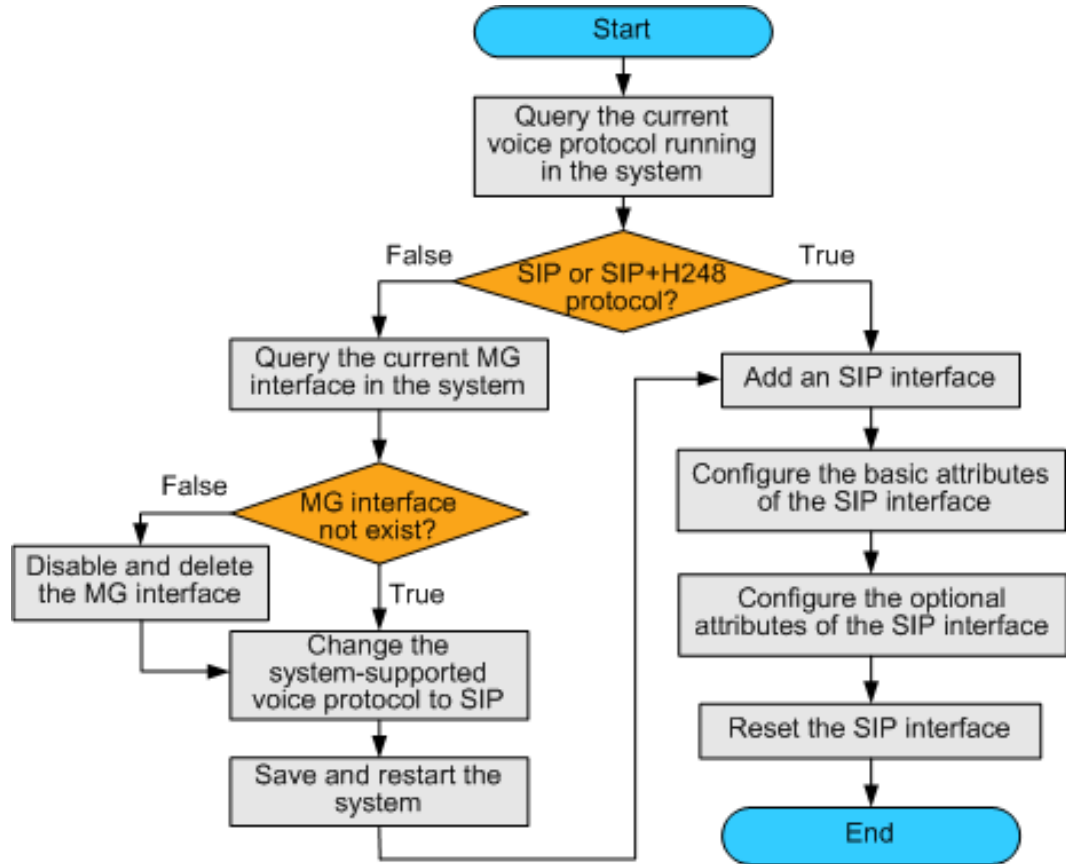 Start
Query the current
voice protocol running
in the system
False
True
SIP or SIP+H248
protocol?
Query the current MG
interface in the system
Add an SIP interface
False
MG interface
not exist?
Configure the basic attributes
of the SIP interface
Disable and delete
the MG interface
True
Configure the optional
attributes of the SIP interface
Change the
system-supported
voice protocol to SIP
Reset the SIP interface
Save and restart the
system
End